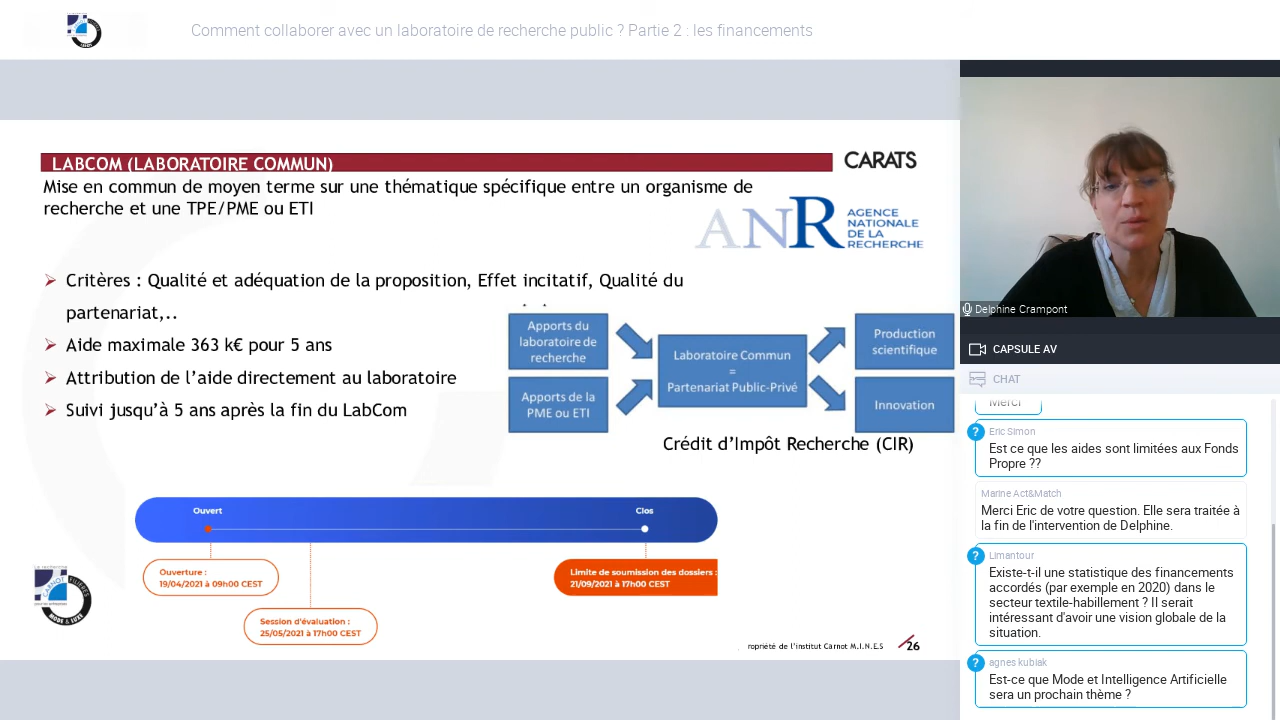 Comment collaborer avec un laboratoire de recherche public ? Partie 2 : les financements
LABCOM (LABORATOIRE COMMUN)
CARATS
Mise en commun de moyen terme sur une thématique spécifique entre un organisme de
recherche et une TPE/PME ou ETI
ANR AGENCE
NATIONALE
DE LA
RECHERCHE
Critères : Qualité et adéquation de la proposition, Effet incitatif, Qualité du
partenariat,..
Aide maximale 363 k€ pour 5 ans
Attribution de l'aide directement au laboratoire
Suivi jusqu'à 5 ans après la fin du LabCom
Apports du
laboratoire de
recherche
Apports de la
PME ou ETI
Laboratoire Commun
=
Partenariat Public-Privé
Production
scientifique
Innovation
Crédit d'Impôt Recherche (CIR)
Ouvert
Clos
Ouverture :
19/04/2021 à 09h00 CEST
Limite de soumission des dossiers :
21/09/2021 à 17h00 CEST
Session d'évaluation :
25/05/2021 à 17h00 CEST
CARNOT
MODE & LUXE
ropriété de l'institut Carnot M.I.N.E.S
26
Delphine Crampont
CAPSULE AV
CHAT
Merci
Eric Simon
Est ce que les aides sont limitées aux Fonds
Propre ??
Marine Act&Match
Merci Eric de votre question. Elle sera traitée à
la fin de l'intervention de Delphine.
Limantour
Existe-t-il une statistique des financements
accordés (par exemple en 2020) dans le
secteur textile-habillement ? Il serait
intéressant d'avoir une vision globale de la
situation.
agnes kubiak
Est-ce que Mode et Intelligence Artificielle
sera un prochain thème ?